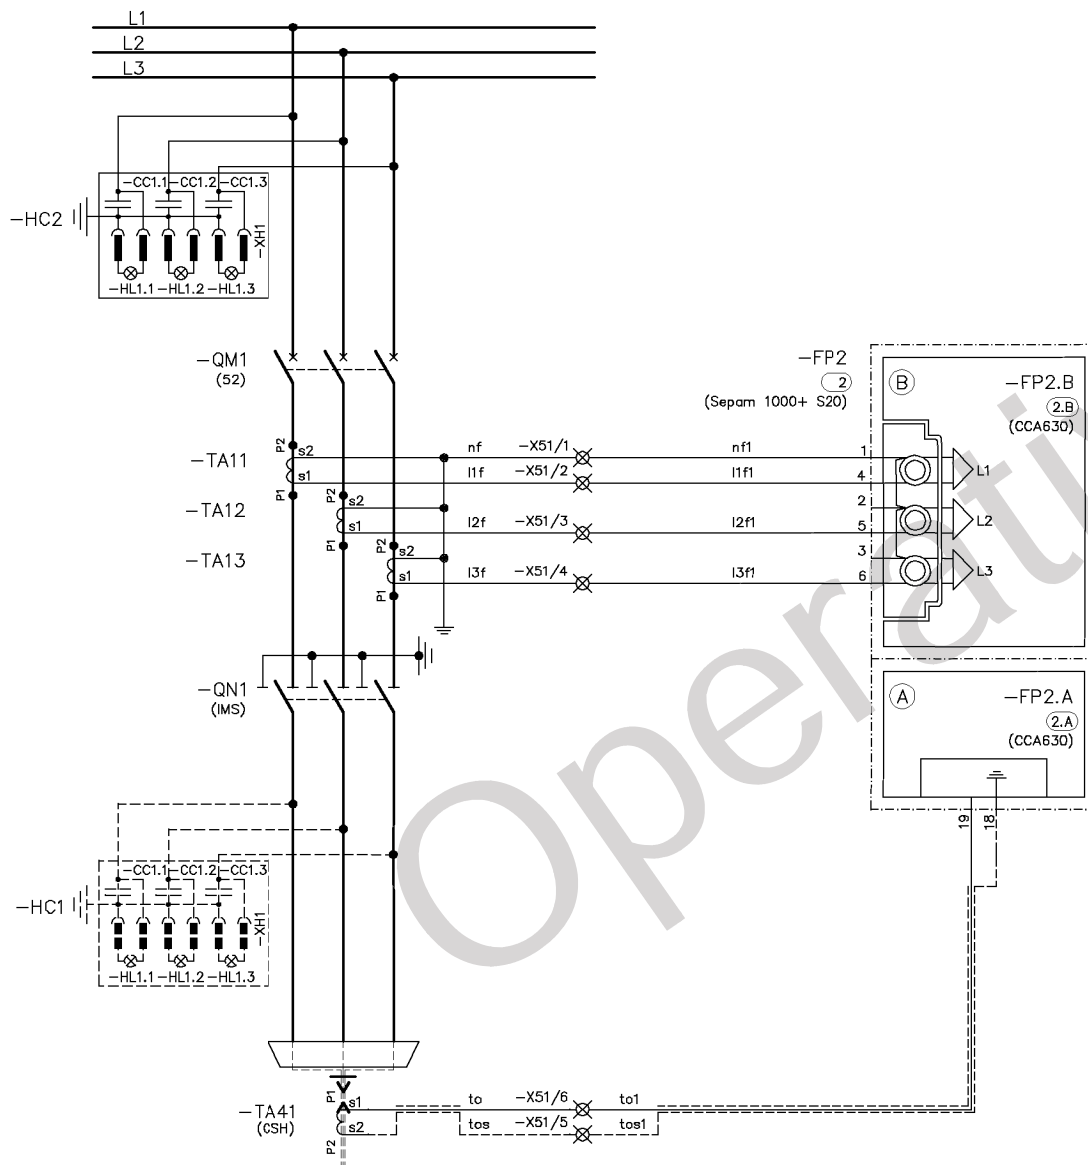 L1
L2
L3
-CC1.1 -CC1.2 -CC1.3
-HC2
-XH1
-HL1.1 -HL1.2 -HL1.3
-QM1
(52)
-FP2
2
(Sepam 1000+ S20)
B
-FP2.B
2.B
(CCA630)
P2
s2
nf
-X51/1
nf1
1
-TA11
s1
l1f
-X51/2
l1f1
4
L1
P1
P2
s2
2
-TA12
s1
l2f
-X51/3
l2f1
5
L2
P1
P2
s2
3
-TA13
s1
l3f
-X51/4
l3f1
6
L3
P1
-QN1
(IMS)
A
-FP2.A
2.A
(CCA630)
19
18
-CC1.1 -CC1.2 -CC1.3
-HC1
-XH1
-HL1.1 -HL1.2 -HL1.3
P1
s1
to
-X51/6
to1
-TA41
(CSH)
s2
tos
-X51/5
tos1
P2
Operati